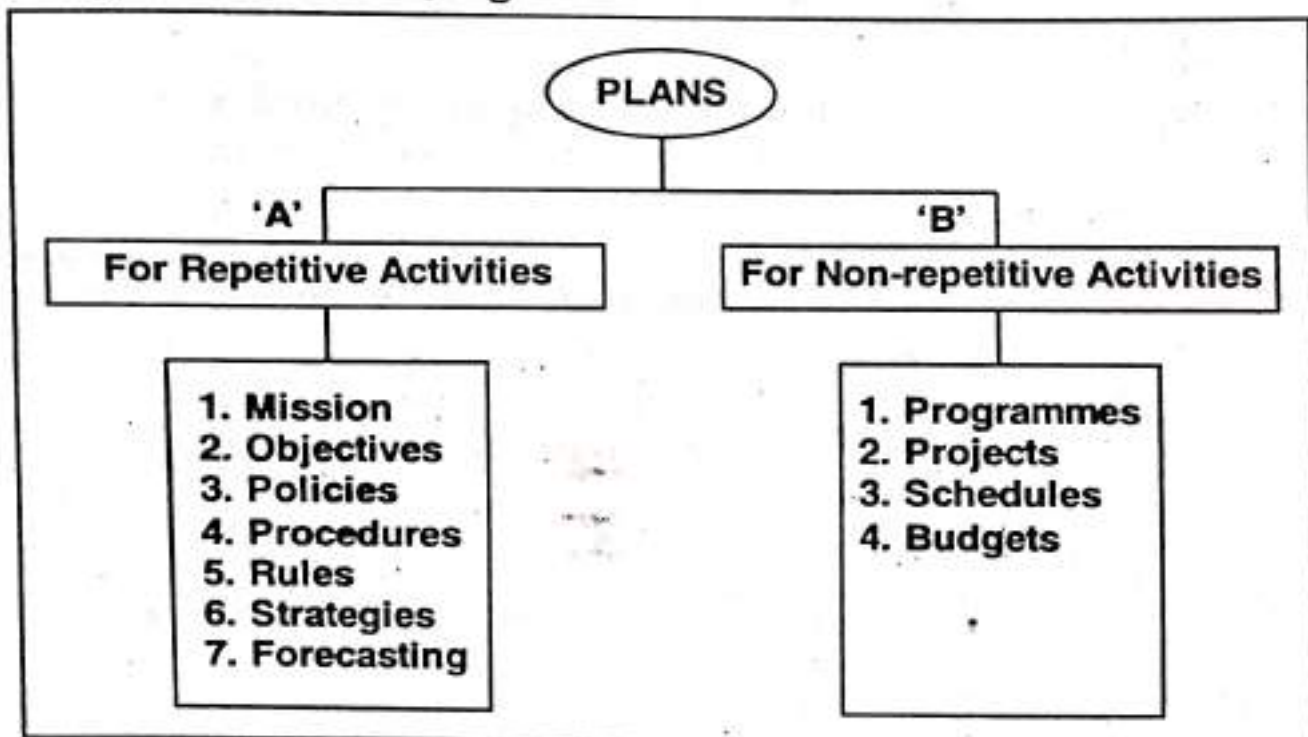 PLANS
'A'
For Repetitive Activities
1. Mission
2. Objectives
3. Policies
4. Procedures
5. Rules
6. Strategies
7. Forecasting
'B'
For Non-repetitive Activities
1. Programmes
2. Projects
3. Schedules
4. Budgets